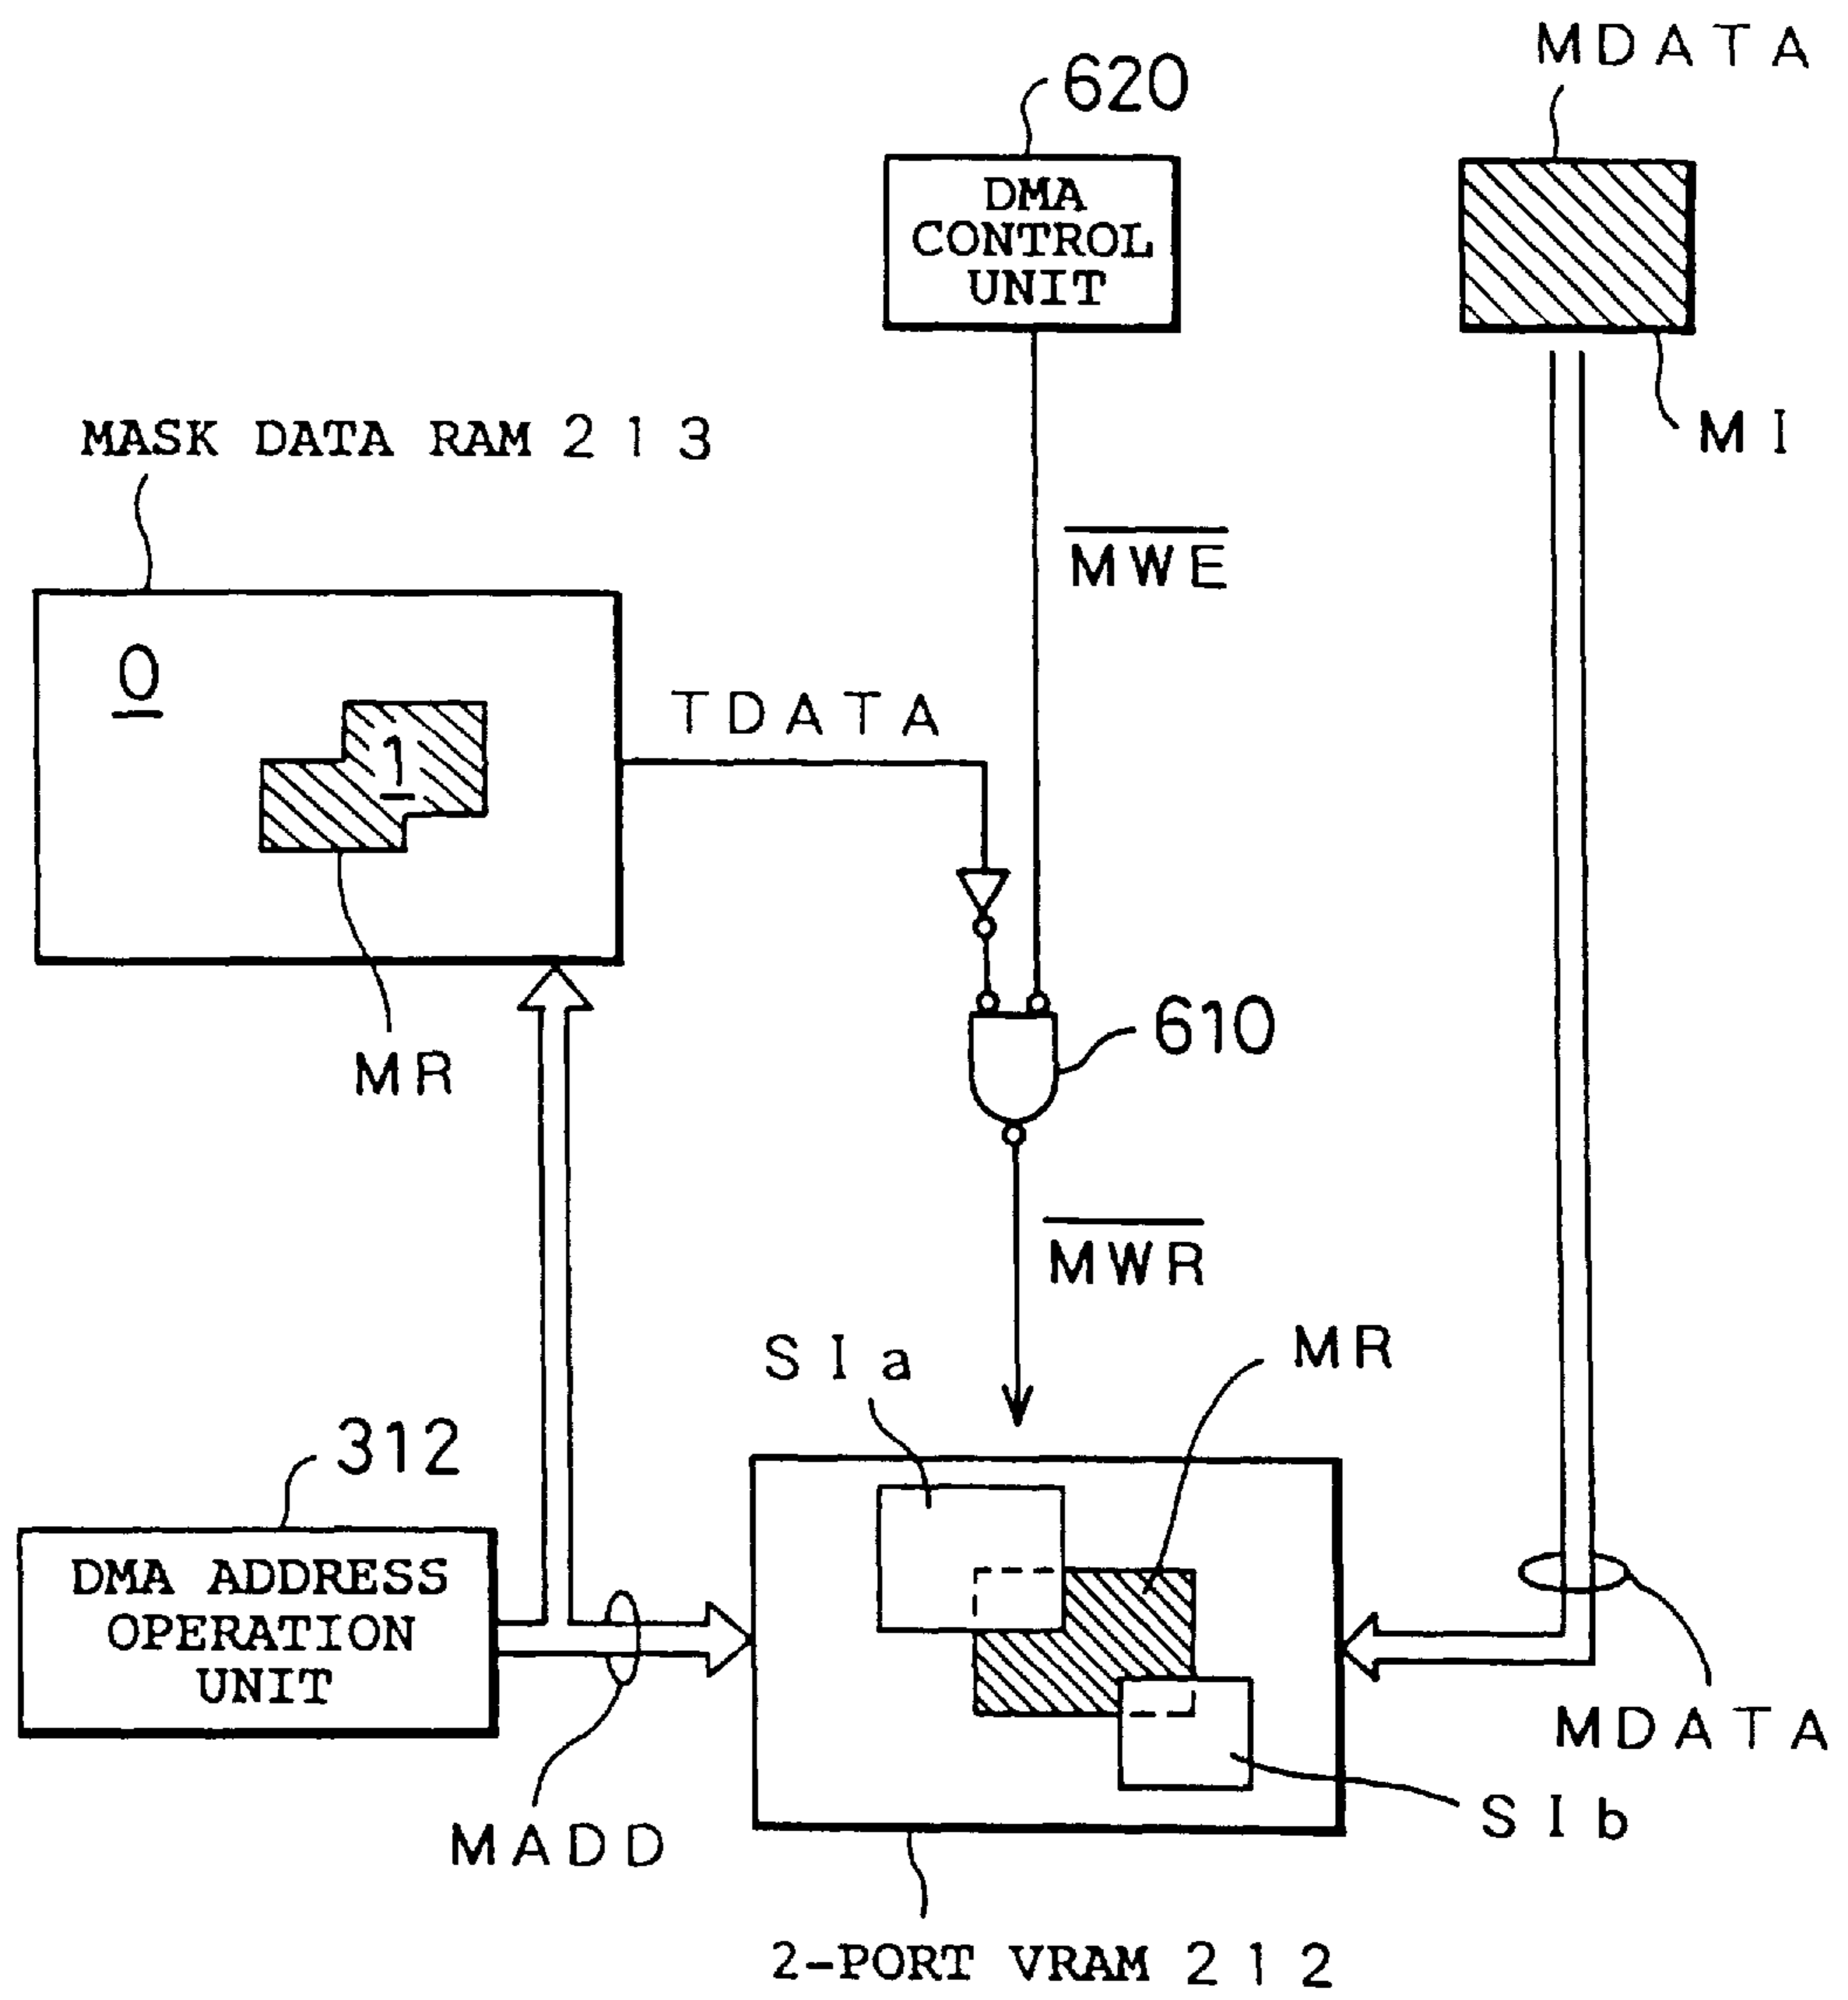 MDATA
620
DMA
CONTROL
UNIT
MI
MASK DATA RAM 213
MWE
0
TDATA
1
610
MR
MWR
SIa
MR
312
DMA ADDRESS
OPERATION
UNIT
MDATA
SIb
MADD
2-PORT VRAM 212